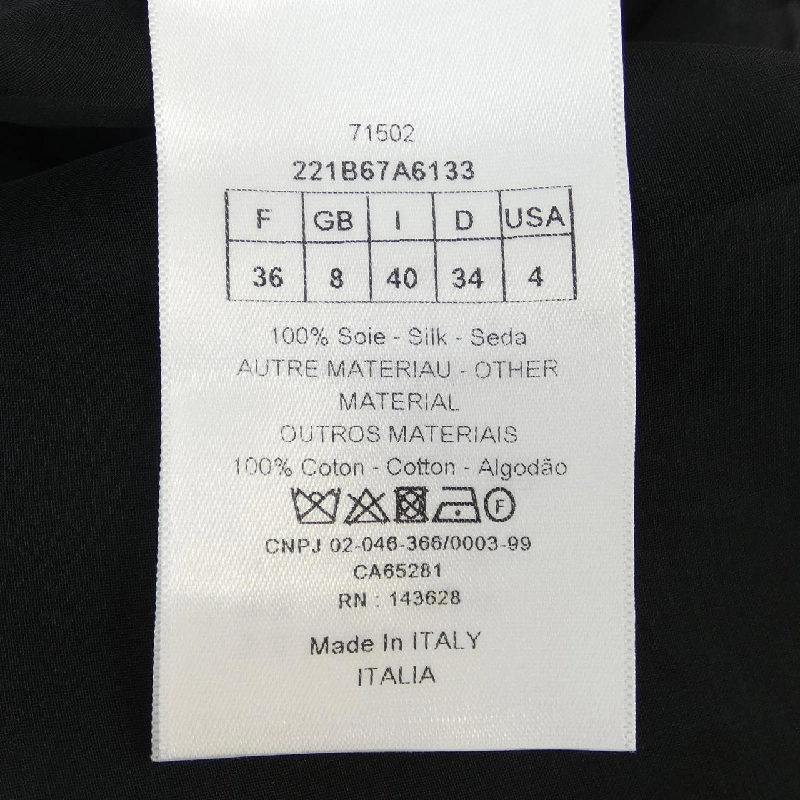 71502
221B67A6133
F GB I D USA
36 8 40 34 4
100% Soie - Silk - Seda
AUTRE MATERIAU - OTHER
MATERIAL
OUTROS MATERIAIS
100% Coton - Cotton - Algodão
F
CNPJ 02-046-366/0003-99
CA65281
RN : 143628
Made In ITALY
ITALIA